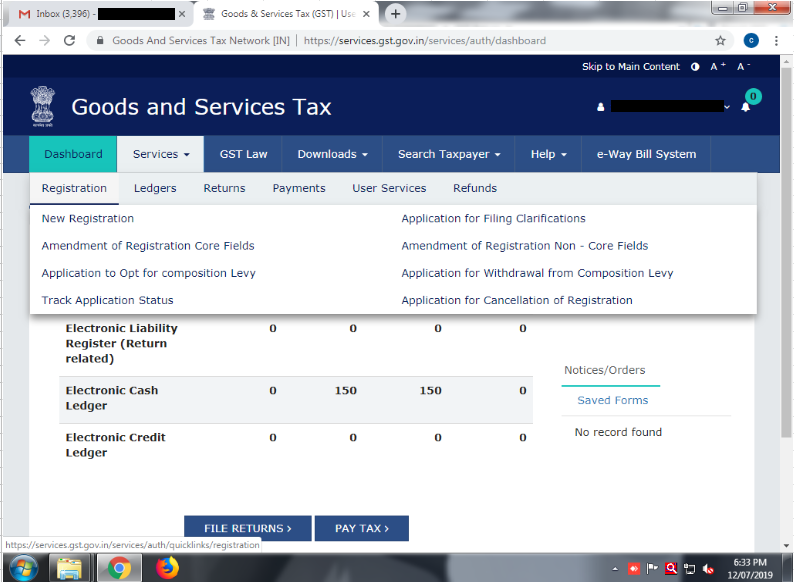 Inbox (3,396) -
Goods & Services Tax (GST) | Use
Goods And Services Tax Network [IN] | https://services.gst.gov.in/services/auth/dashboard
c
Skip to Main Content A+ A-
Goods and Services Tax
0
Dashboard Services GST Law Downloads Search Taxpayer Help e-Way Bill System
Registration Ledgers Returns Payments User Services Refunds
New Registration Application for Filing Clarifications
Amendment of Registration Core Fields Amendment of Registration Non - Core Fields
Application to Opt for composition Levy Application for Withdrawal from Composition Levy
Track Application Status Application for Cancellation of Registration
Electronic Liability 0 0 0 0
Register (Return
related)
Notices/Orders
Electronic Cash 0 150 150 0
Ledger
Saved Forms
No record found
Electronic Credit 0 0 0 0
Ledger
FILE RETURNS > PAY TAX >
https://services.gst.gov.in/services/auth/quicklinks/registration
6:33 PM
12/07/2019